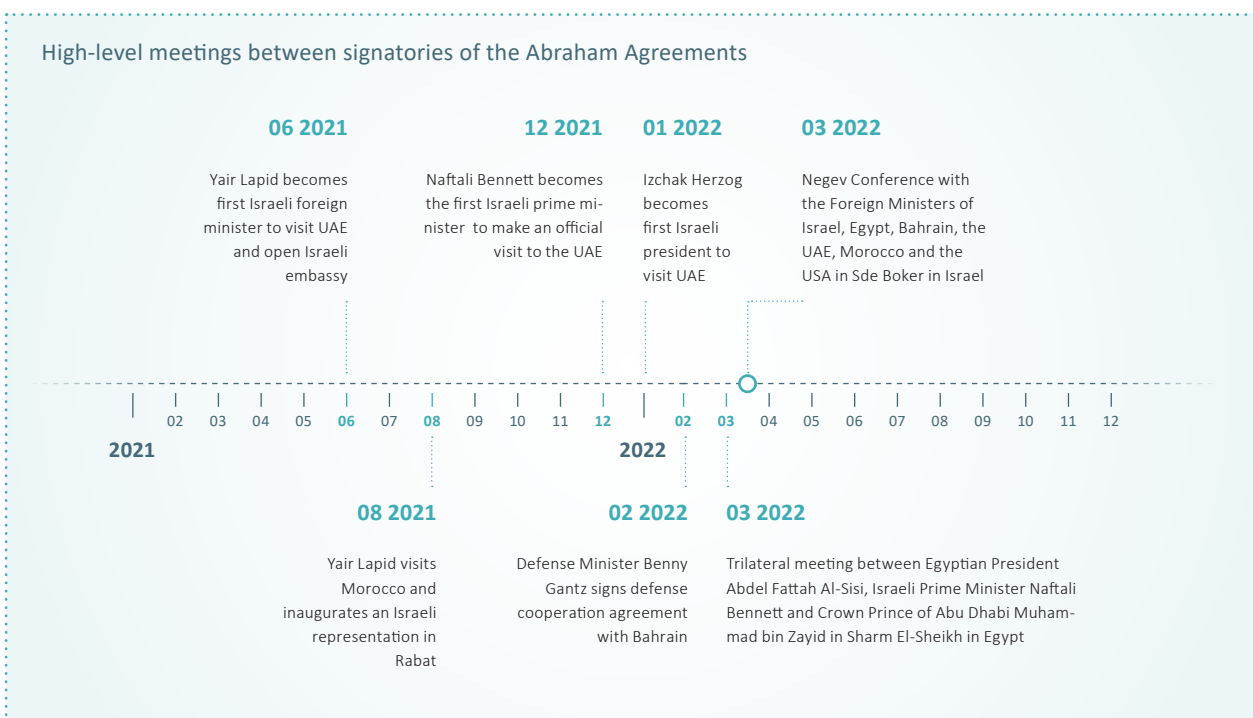 High-level meetings between signatories of the Abraham Agreements
06 2021
Yair Lapid becomes
first Israeli foreign
minister to visit UAE
and open Israeli
embassy
12 2021
Naftali Bennett becomes
the first Israeli prime mi-
nister to make an official
visit to the UAE
01 2022
Izchak Herzog
becomes
first Israeli
president to
visit UAE
03 2022
Negev Conference with
the Foreign Ministers of
Israel, Egypt, Bahrain, the
UAE, Morocco and the
USA in Sde Boker in Israel
02 03 04 05 06 07 08 09 10 11 12 02 03 04 05 06 07 08 09 10 11 12
2021 2022
08 2021
Yair Lapid visits
Morocco and
inaugurates an Israeli
representation in
Rabat
02 2022
Defense Minister Benny
Gantz signs defense
cooperation agreement
with Bahrain
03 2022
Trilateral meeting between Egyptian President
Abdel Fattah Al-Sisi, Israeli Prime Minister Naftali
Bennett and Crown Prince of Abu Dhabi Muham-
mad bin Zayid in Sharm El-Sheikh in Egypt